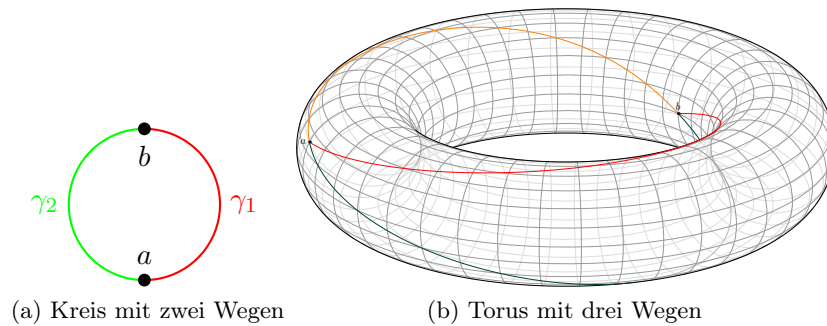 a
b
b
γ2 γ1
a
(a) Kreis mit zwei Wegen
(b) Torus mit drei Wegen